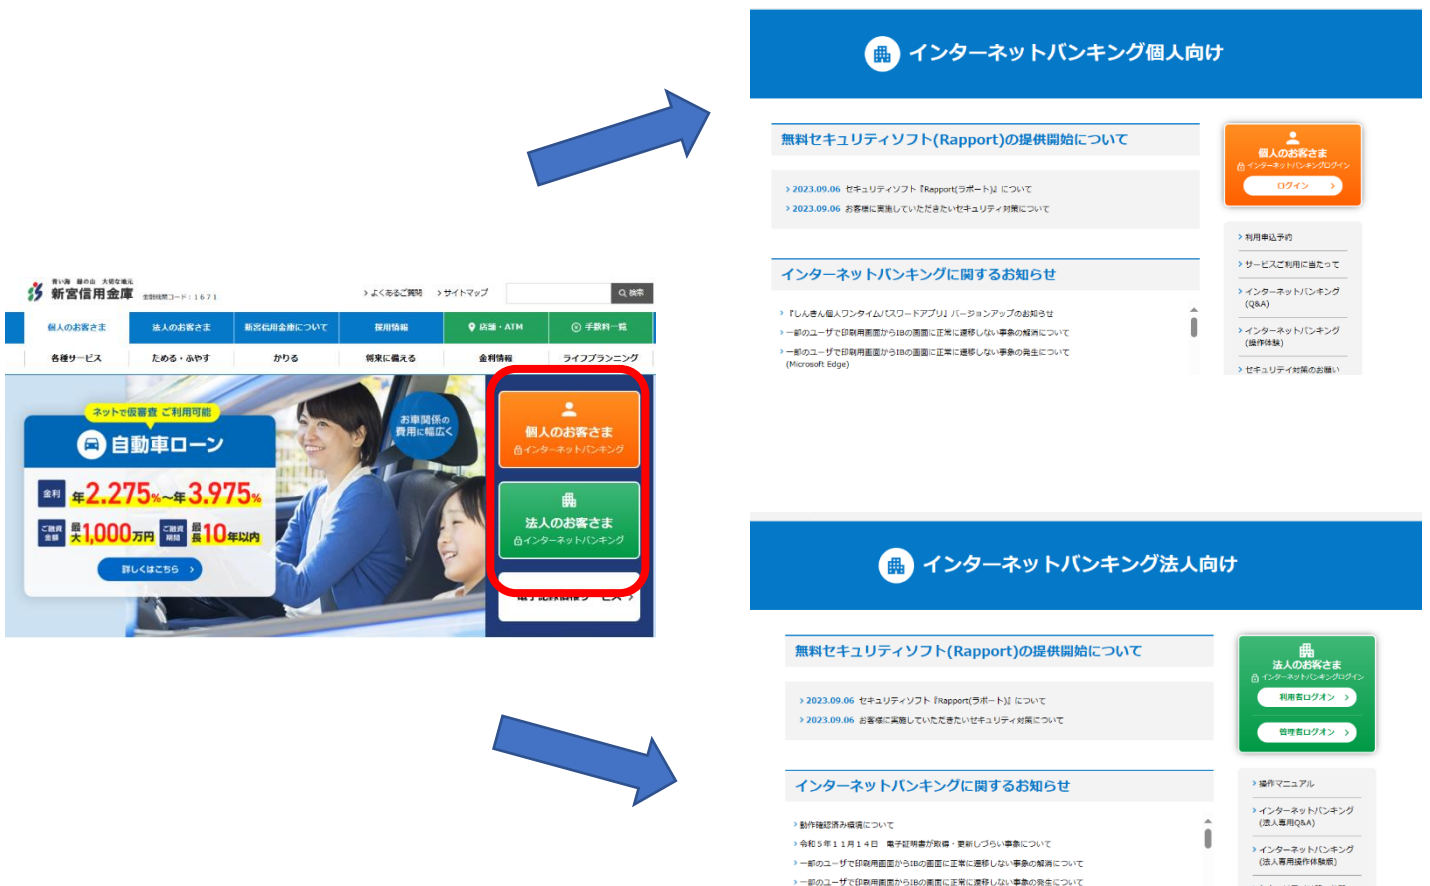 青い海 緑の山 大切な地元
新宮信用金庫
金融機関コード：1671
> よくあるご質問
> サイトマップ
検索
個人のお客さま
法人のお客さま
新宮信用金庫について
採用情報
店舗・ATM
手数料一覧
各種サービス
ためる・ふやす
かりる
将来に備える
金利情報
ライフプランニング
ネットで仮審査 ご利用可能
自動車ローン
金利 年2.275%～年3.975%
ご融資金額 最大1,000万円 ご融資期間 最長10年以内
詳しくはこちら >
お車関係の
費用に幅広く
個人のお客さま
インターネットバンキング
法人のお客さま
インターネットバンキング
インターネットバンキング個人向け
無料セキュリティソフト(Rapport)の提供開始について
> 2023.09.06 セキュリティソフト『Rapport(ラポート)』について
> 2023.09.06 お客様に実施していただきたいセキュリティ対策について
インターネットバンキングに関するお知らせ
> 『しんきん個人ワンタイムパスワードアプリ』バージョンアップのお知らせ
> 一部のユーザで印刷用画面からIBの画面に正常に遷移しない事象の解消について
> 一部のユーザで印刷用画面からIBの画面に正常に遷移しない事象の発生について
(Microsoft Edge)
個人のお客さま
インターネットバンキングログイン
ログイン >
> 利用申込予約
> サービスご利用に当たって
> インターネットバンキング
(Q&A)
> インターネットバンキング
(操作体験)
> セキュリテイ対策のお願い
インターネットバンキング法人向け
無料セキュリティソフト(Rapport)の提供開始について
> 2023.09.06 セキュリティソフト『Rapport(ラポート)』について
> 2023.09.06 お客様に実施していただきたいセキュリティ対策について
インターネットバンキングに関するお知らせ
> 動作確認済み環境について
> 令和5年11月14日　電子証明書が取得・更新しづらい事象について
> 一部のユーザで印刷用画面からIBの画面に正常に遷移しない事象の解消について
> 一部のユーザで印刷用画面からIBの画面に正常に遷移しない事象の発生について
法人のお客さま
インターネットバンキングログイン
利用者ログオン >
管理者ログオン >
> 操作マニュアル
> インターネットバンキング
(法人専用Q&A)
> インターネットバンキング
(法人専用操作体験版)